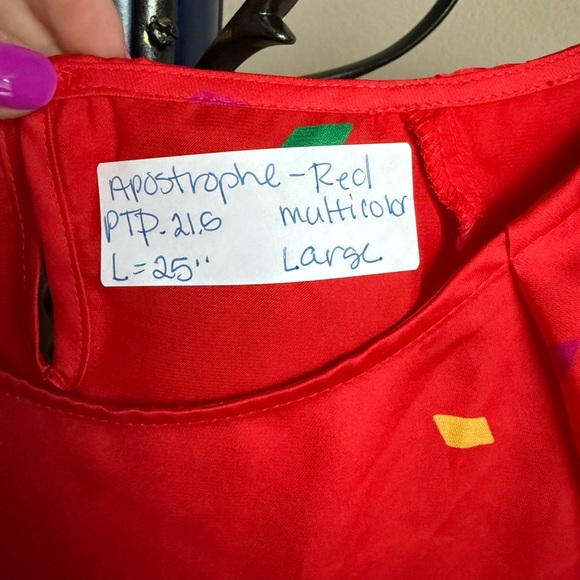 Apostrophe - Red
PTP. 21.5 multicolor
L = 25" Large